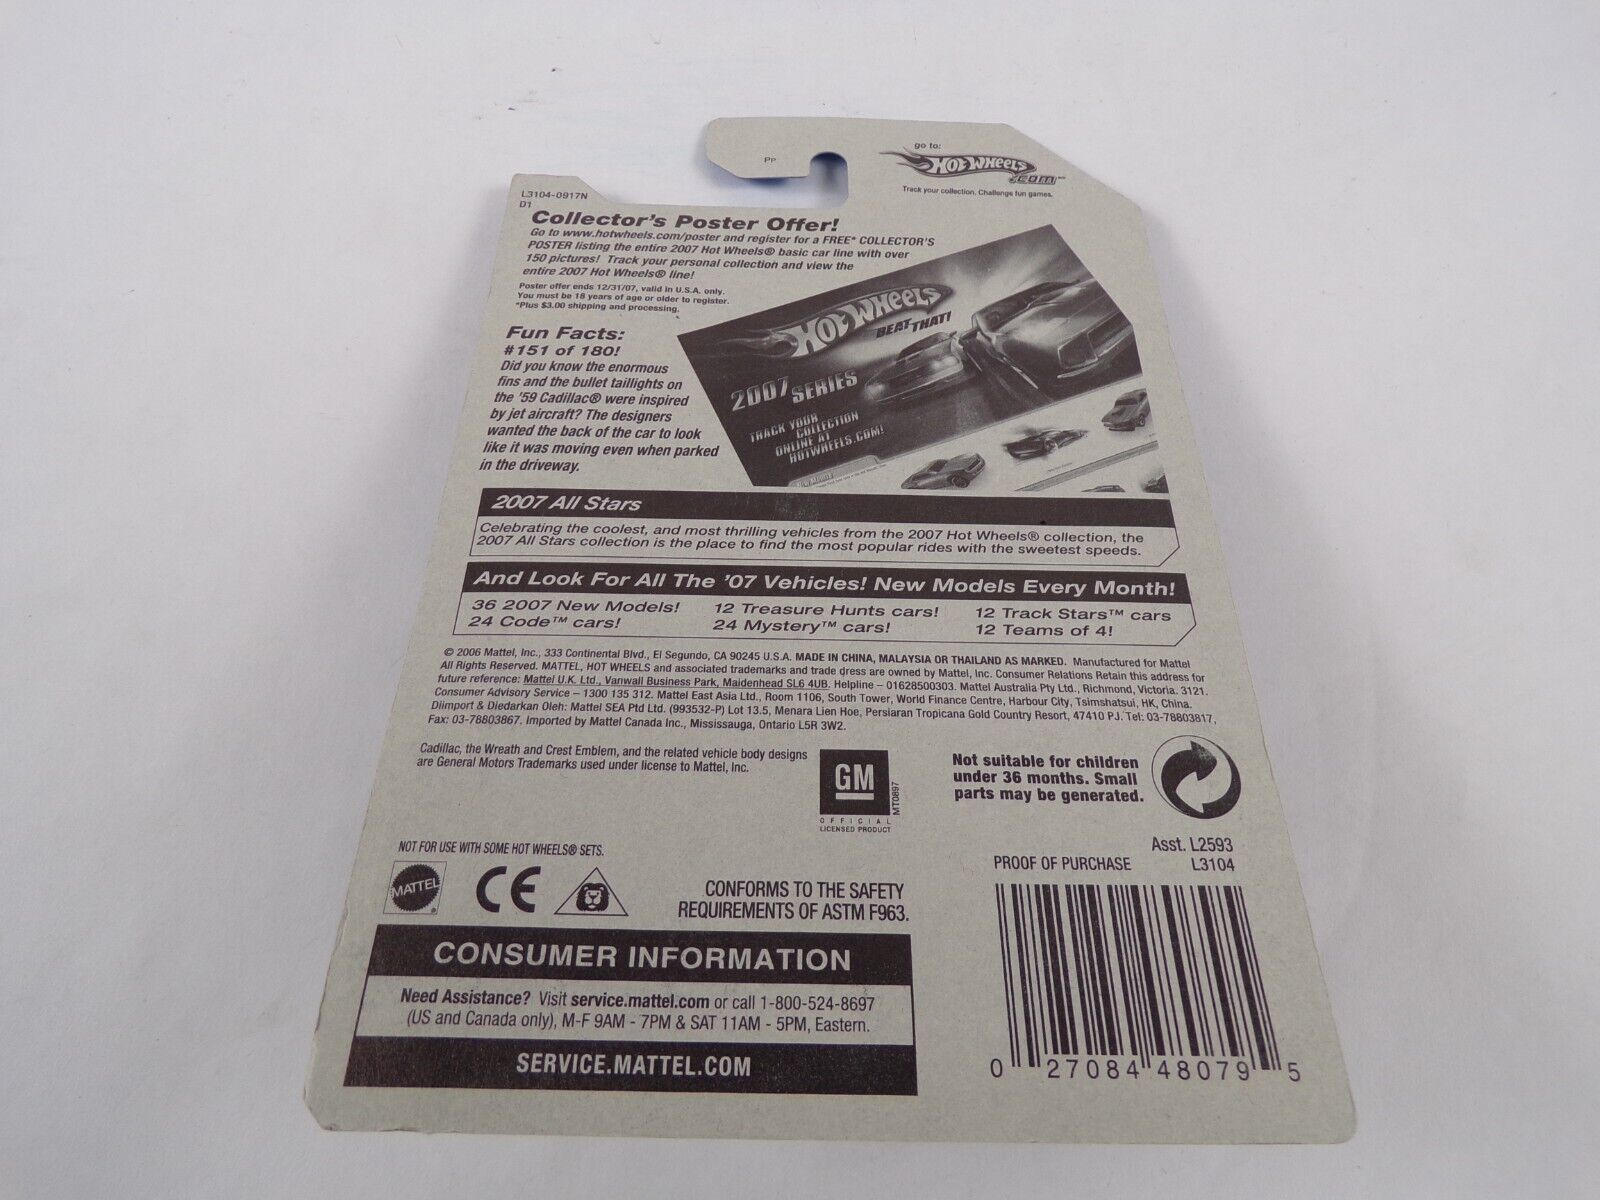 PP
go to:
HOT WHEELS
.COM™
Track your collection. Challenge fun games.
L3104-0917N
D1
Collector's Poster Offer!
Go to www.hotwheels.com/poster and register for a FREE* COLLECTOR'S
POSTER listing the entire 2007 Hot Wheels® basic car line with over
150 pictures! Track your personal collection and view the
entire 2007 Hot Wheels® line!
Poster offer ends 12/31/07, valid in U.S.A. only.
You must be 18 years of age or older to register.
*Plus $3.00 shipping and processing.
HOT WHEELS
BEAT THAT!
2007 SERIES
TRACK YOUR
COLLECTION
ONLINE AT
HOTWHEELS.COM!
Fun Facts:
#151 of 180!
Did you know the enormous
fins and the bullet taillights on
the '59 Cadillac® were inspired
by jet aircraft? The designers
wanted the back of the car to look
like it was moving even when parked
in the driveway.
2007 All Stars
Celebrating the coolest, and most thrilling vehicles from the 2007 Hot Wheels® collection, the
2007 All Stars collection is the place to find the most popular rides with the sweetest speeds.
And Look For All The '07 Vehicles! New Models Every Month!
36 2007 New Models! 12 Treasure Hunts cars! 12 Track Stars™ cars
24 Code™ cars! 24 Mystery™ cars! 12 Teams of 4!
© 2006 Mattel, Inc., 333 Continental Blvd., El Segundo, CA 90245 U.S.A. MADE IN CHINA, MALAYSIA OR THAILAND AS MARKED. Manufactured for Mattel
All Rights Reserved. MATTEL, HOT WHEELS and associated trademarks and trade dress are owned by Mattel, Inc. Consumer Relations Retain this address for
future reference: Mattel U.K. Ltd., Vanwall Business Park, Maidenhead SL6 4UB. Helpline – 01628500303. Mattel Australia Pty Ltd., Richmond, Victoria. 3121.
Consumer Advisory Service – 1300 135 312. Mattel East Asia Ltd., Room 1106, South Tower, World Finance Centre, Harbour City, Tsimshatsui, HK, China.
Diimport & Diedarkan Oleh: Mattel SEA Ptd Ltd. (993532-P) Lot 13.5, Menara Lien Hoe, Persiaran Tropicana Gold Country Resort, 47410 PJ. Tel: 03-78803817,
Fax: 03-78803867. Imported by Mattel Canada Inc., Mississauga, Ontario L5R 3W2.
Cadillac, the Wreath and Crest Emblem, and the related vehicle body designs
are General Motors Trademarks used under license to Mattel, Inc.
GM
OFFICIAL
LICENSED PRODUCT
MT0897
Not suitable for children
under 36 months. Small
parts may be generated.
NOT FOR USE WITH SOME HOT WHEELS® SETS.
MATTEL
®
CE
CONFORMS TO THE SAFETY
REQUIREMENTS OF ASTM F963.
Asst. L2593
PROOF OF PURCHASE L3104
CONSUMER INFORMATION
Need Assistance? Visit service.mattel.com or call 1-800-524-8697
(US and Canada only), M-F 9AM - 7PM & SAT 11AM - 5PM, Eastern.
SERVICE.MATTEL.COM
0 27084 48079 5